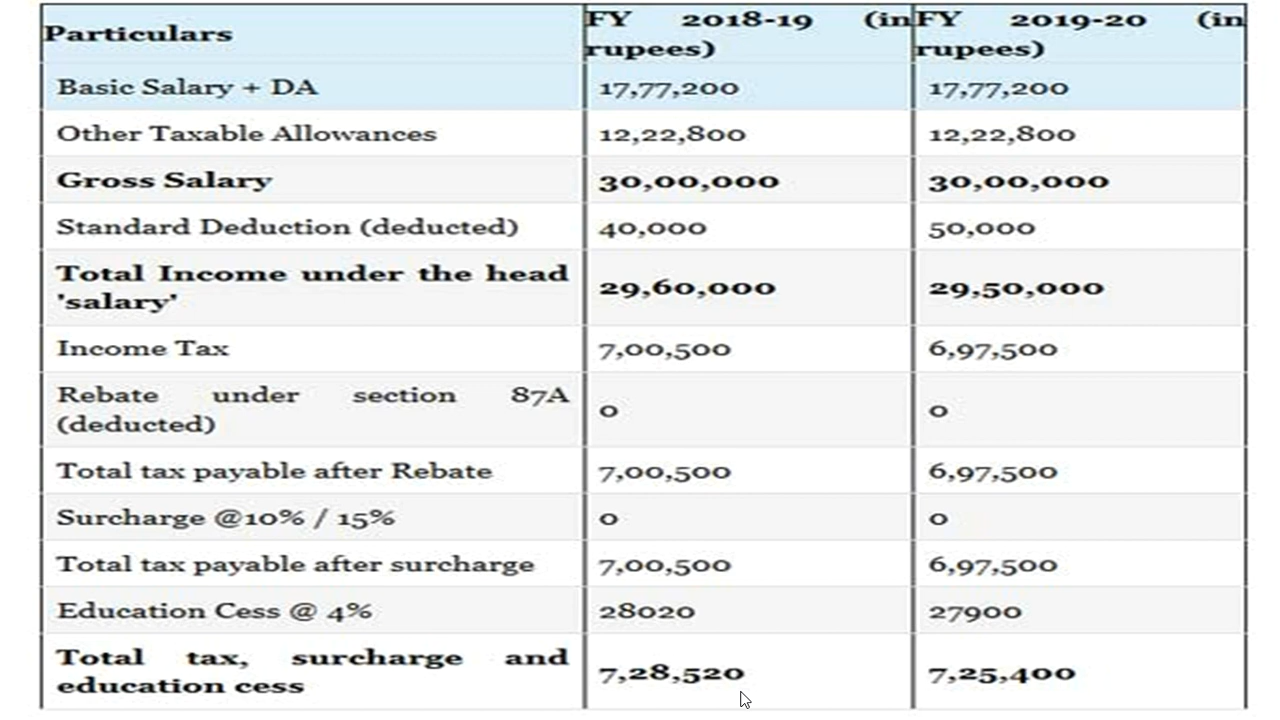 Particulars FY 2018-19 (in rupees) FY 2019-20 (in rupees)
Basic Salary + DA 17,77,200 17,77,200
Other Taxable Allowances 12,22,800 12,22,800
Gross Salary 30,00,000 30,00,000
Standard Deduction (deducted) 40,000 50,000
Total Income under the head 'salary' 29,60,000 29,50,000
Income Tax 7,00,500 6,97,500
Rebate under section 87A (deducted) 0 0
Total tax payable after Rebate 7,00,500 6,97,500
Surcharge @10% / 15% 0 0
Total tax payable after surcharge 7,00,500 6,97,500
Education Cess @ 4% 28020 27900
Total tax, surcharge and education cess 7,28,520 7,25,400